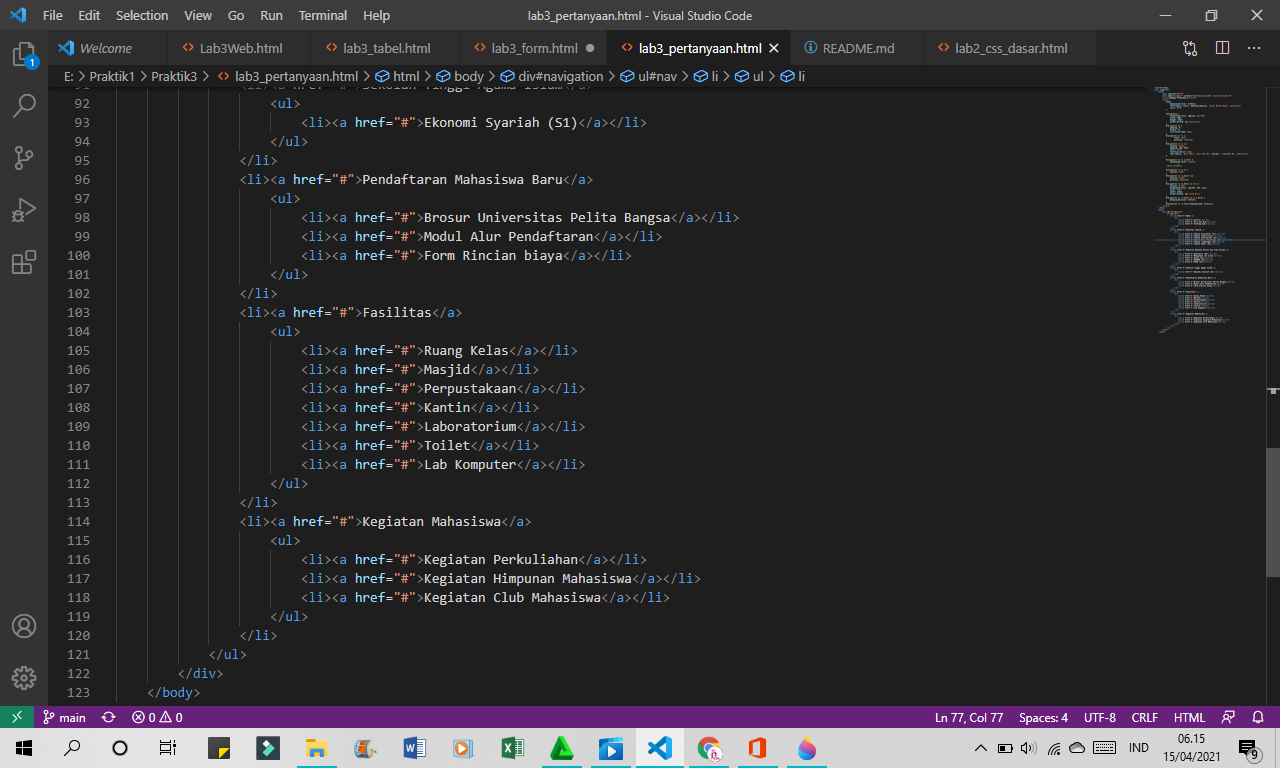 File Edit Selection View Go Run Terminal Help lab3_pertanyaan.html - Visual Studio Code
Welcome Lab3Web.html lab3_tabel.html lab3_form.html lab3_pertanyaan.html README.md lab2_css_dasar.html
E: > Praktik1 > Praktik3 > lab3_pertanyaan.html > html > body > div#navigation > ul#nav > li > ul > li
1
91 <li><a href="#">Sekolah Tinggi Agama Islam</a>
92 <ul>
93 <li><a href="#">Ekonomi Syariah (S1)</a></li>
94 </ul>
95 </li>
96 <li><a href="#">Pendaftaran Mahasiswa Baru</a>
97 <ul>
98 <li><a href="#">Brosur Universitas Pelita Bangsa</a></li>
99 <li><a href="#">Modul Alur Pendaftaran</a></li>
100 <li><a href="#">Form Rincian Biaya</a></li>
101 </ul>
102 </li>
103 <li><a href="#">Fasilitas</a>
104 <ul>
105 <li><a href="#">Ruang Kelas</a></li>
106 <li><a href="#">Masjid</a></li>
107 <li><a href="#">Perpustakaan</a></li>
108 <li><a href="#">Kantin</a></li>
109 <li><a href="#">Laboratorium</a></li>
110 <li><a href="#">Toilet</a></li>
111 <li><a href="#">Lab Komputer</a></li>
112 </ul>
113 </li>
114 <li><a href="#">Kegiatan Mahasiswa</a>
115 <ul>
116 <li><a href="#">Kegiatan Perkuliahan</a></li>
117 <li><a href="#">Kegiatan Himpunan Mahasiswa</a></li>
118 <li><a href="#">Kegiatan Club Mahasiswa</a></li>
119 </ul>
120 </li>
121 </ul>
122 </div>
123 </body>
main 0 0 Ln 77, Col 77 Spaces: 4 UTF-8 CRLF HTML
IND 06.15
15/04/2021 9